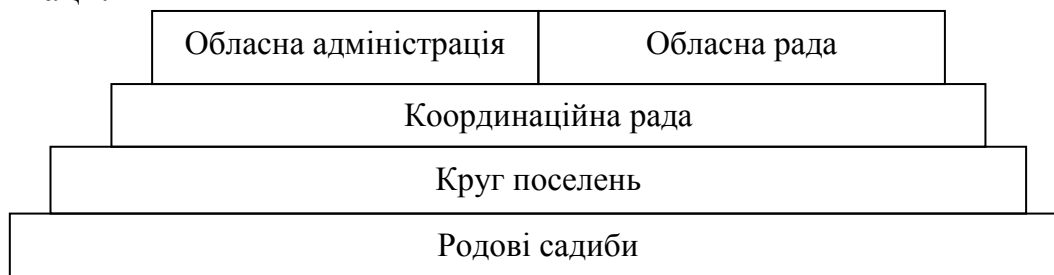 Обласна адміністрація Обласна рада
Координаційна рада
Круг поселень
Родові садиби